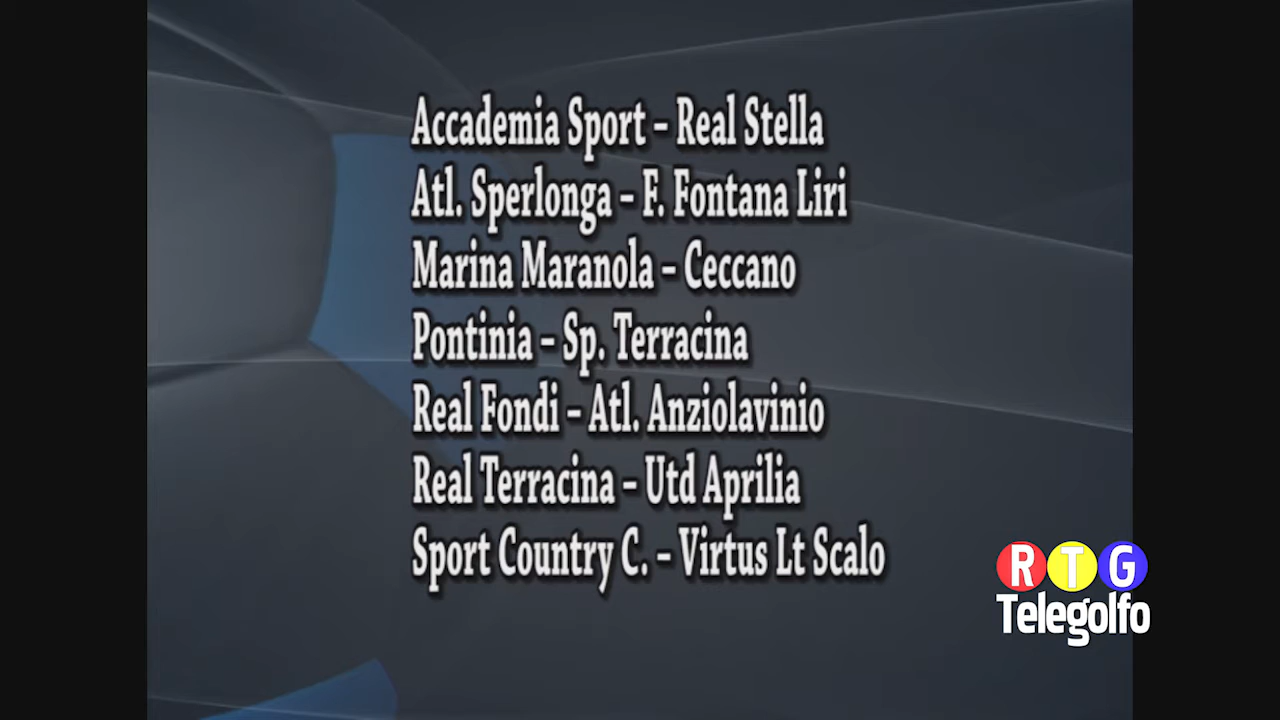 Accademia Sport – Real Stella
Atl. Sperlonga – F. Fontana Liri
Marina Maranola – Ceccano
Pontinia – Sp. Terracina
Real Fondi – Atl. Anziolavinio
Real Terracina – Utd Aprilia
Sport Country C. – Virtus Lt Scalo
RTG
Telegolfo